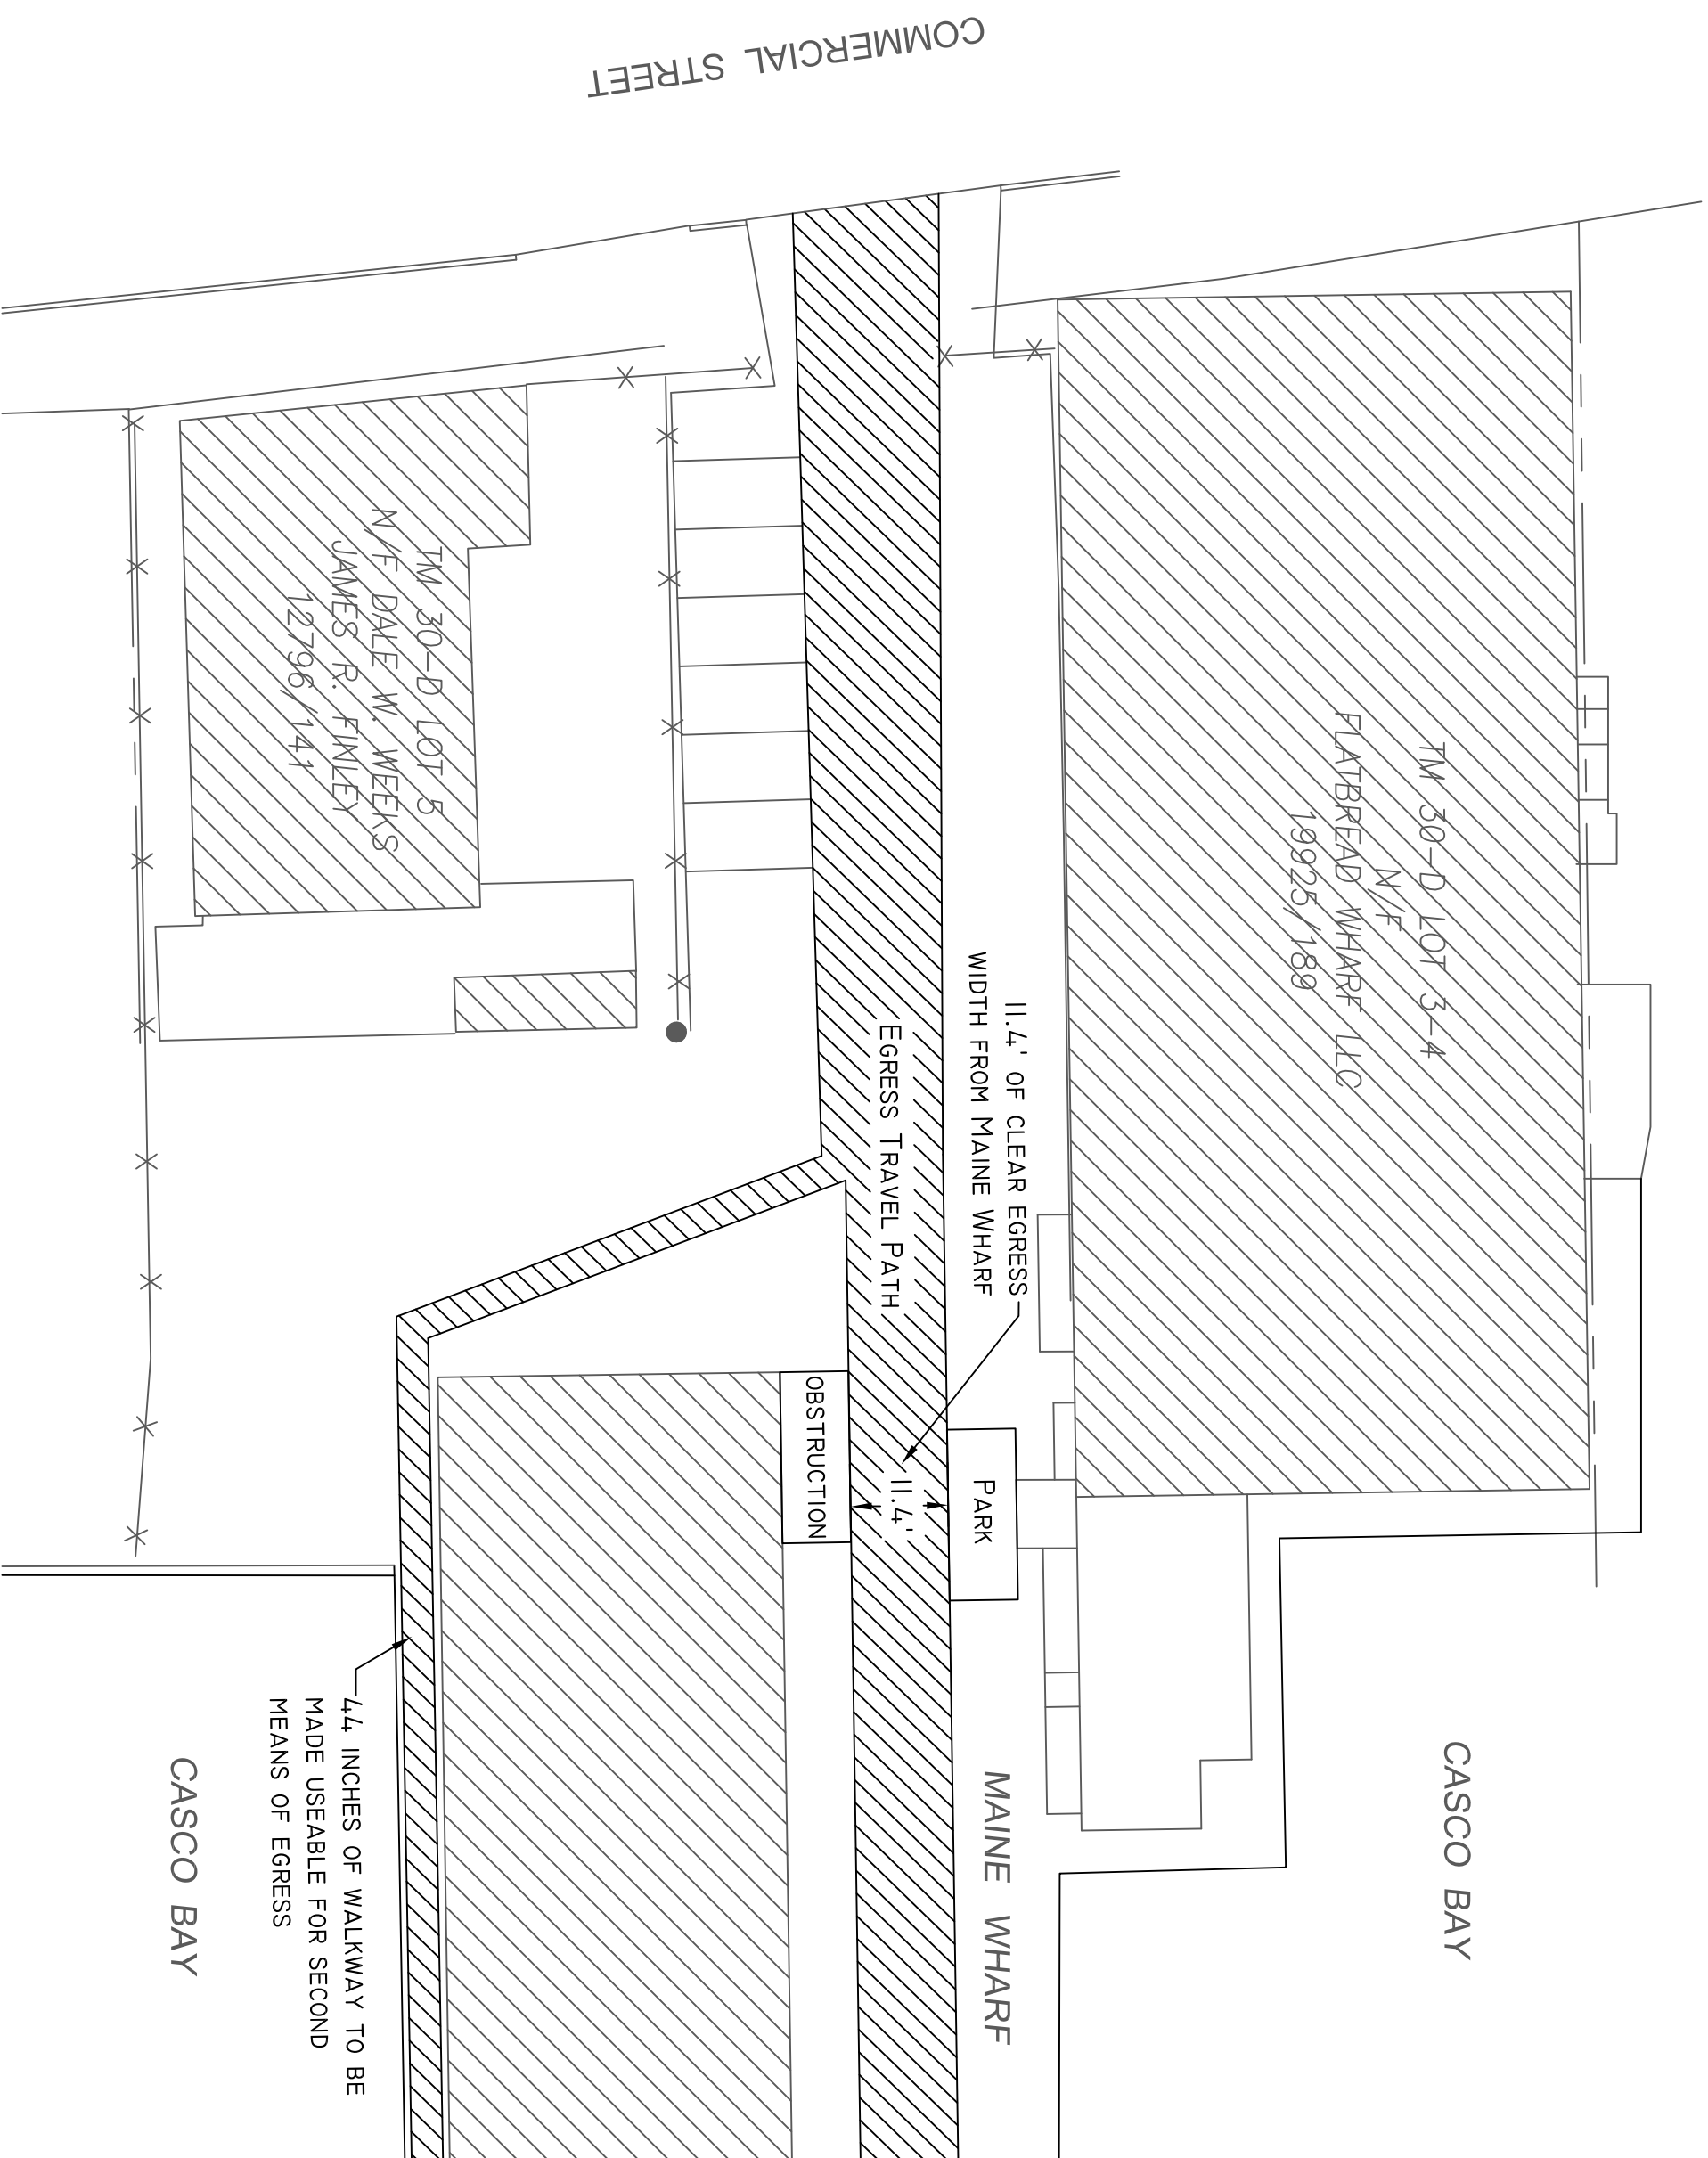 COMMERCIAL STREET
TM 30-D LOT 5
N/F DALE W. WEEKS
JAMES R. FINLEY
12796/141
TM 30-D LOT 3-4
N/F
FLATBREAD WHARF LLC
19925/189
11.4' OF CLEAR EGRESS
WIDTH FROM MAINE WHARF
EGRESS TRAVEL PATH
OBSTRUCTION
11.4'
PARK
44 INCHES OF WALKWAY TO BE
MADE USEABLE FOR SECOND
MEANS OF EGRESS
MAINE WHARF
CASCO BAY
CASCO BAY